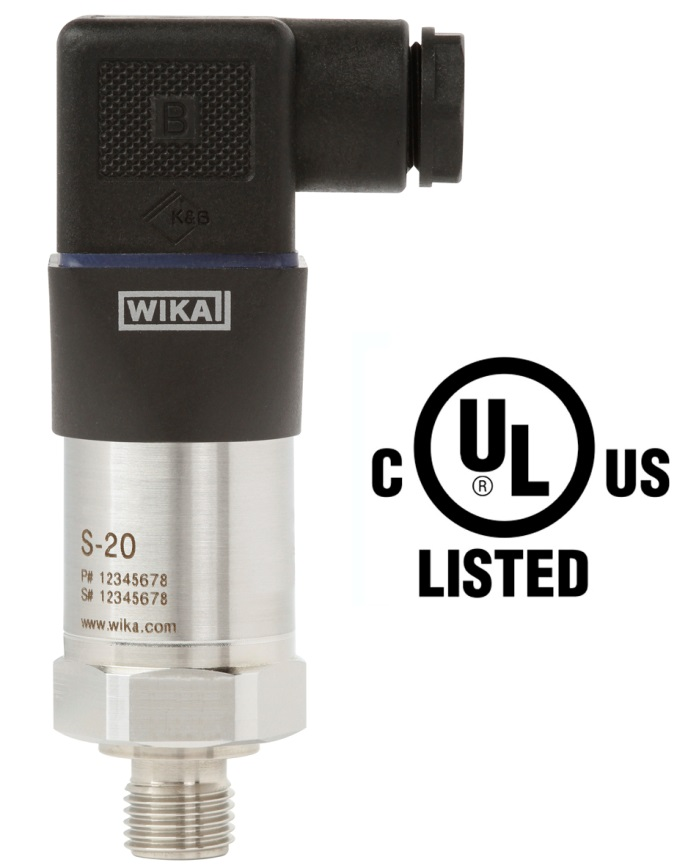 B
K&B
WIKA
S-20
P# 12345678
S# 12345678
www.wika.com
C UL US
®
LISTED